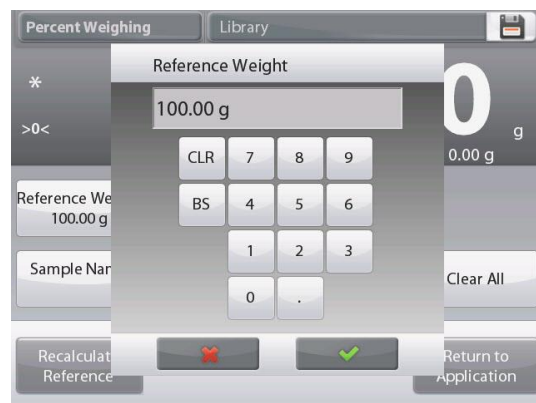 Percent Weighing
Library
Reference Weight
100.00 g
*
>0<
0
g
0.00 g
CLR 7 8 9
BS 4 5 6
1 2 3
0 .
Reference We
100.00 g
Sample Nar
Clear All
Recalculat
Reference
Return to
Application